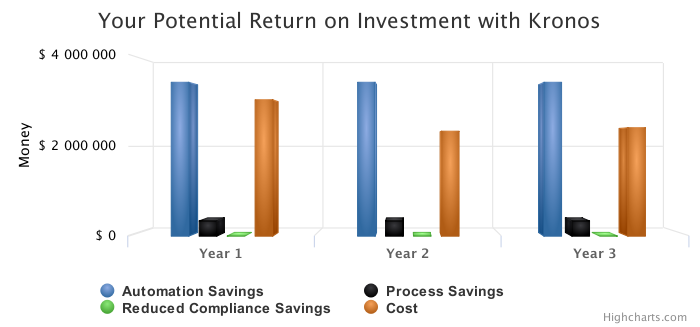 Your Potential Return on Investment with Kronos
$ 4 000 000
$ 2 000 000
$ 0
Money
Year 1 Year 2 Year 3
Automation Savings Process Savings
Reduced Compliance Savings Cost
Highcharts.com